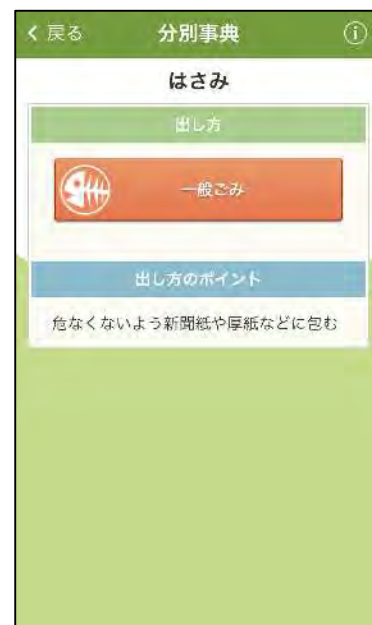 戻る
分別事典
はさみ
出し方
一般ごみ
出し方のポイント
危なくないよう新聞紙や厚紙などに包む